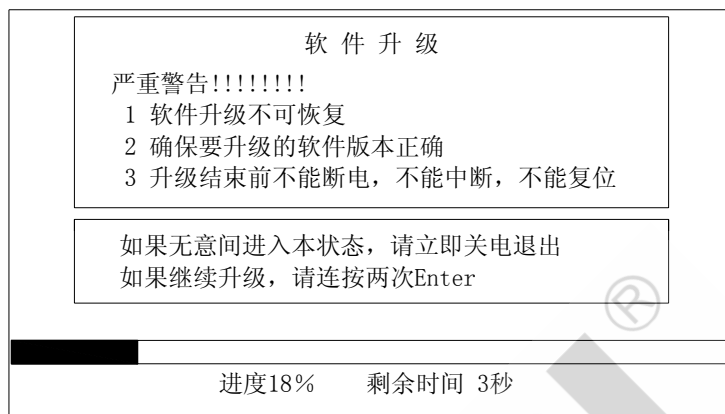 软 件 升 级
严重警告!!!!!!!!
1 软件升级不可恢复
2 确保要升级的软件版本正确
3 升级结束前不能断电，不能中断，不能复位
如果无意间进入本状态，请立即关电退出
如果继续升级，请连按两次Enter
®
进度18％ 剩余时间 3秒